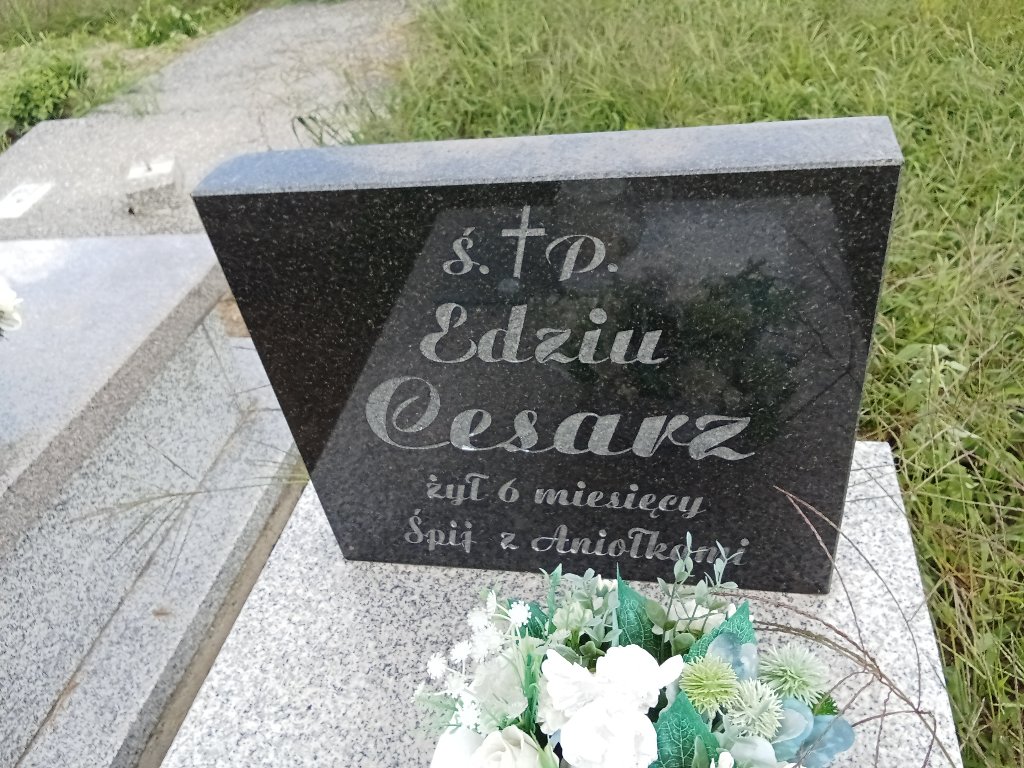 Ś. P.
Edziu
Cesarz
żył 6 miesięcy
Śpij z Aniołkami